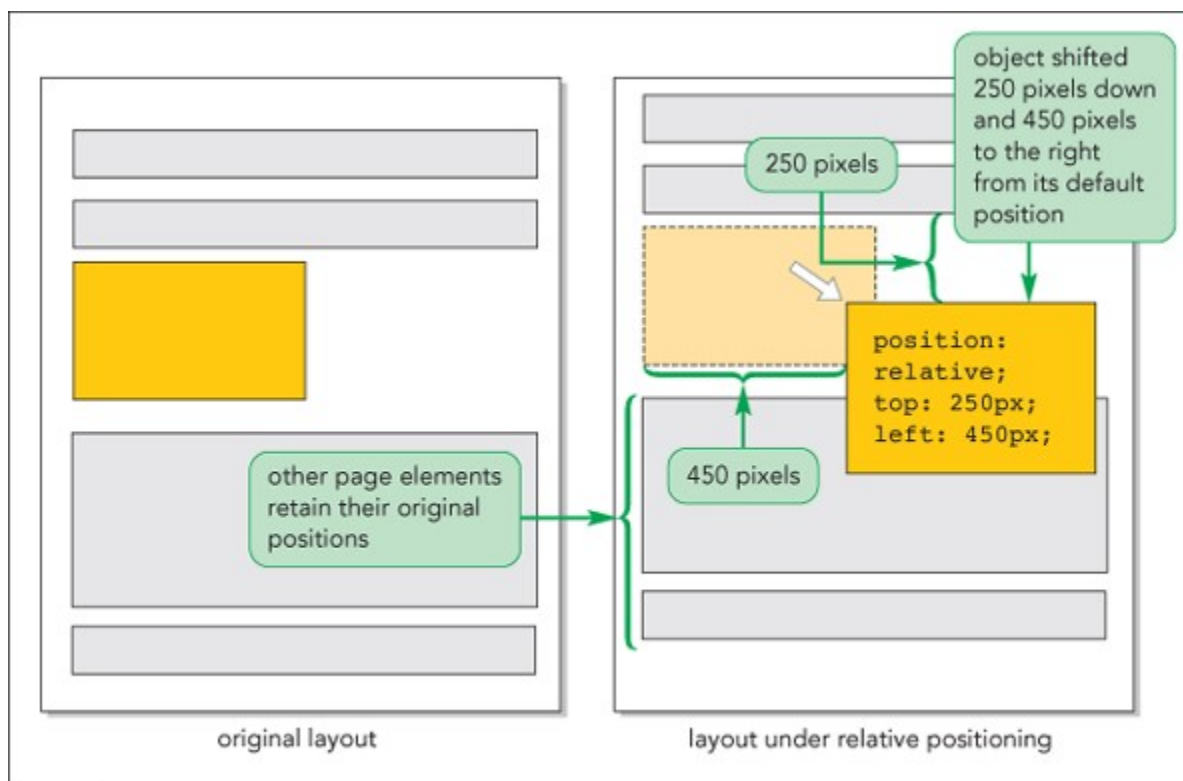 object shifted
250 pixels down
and 450 pixels
to the right
from its default
position
250 pixels
position:
relative;
top: 250px;
left: 450px;
450 pixels
other page elements
retain their original
positions
original layout
layout under relative positioning